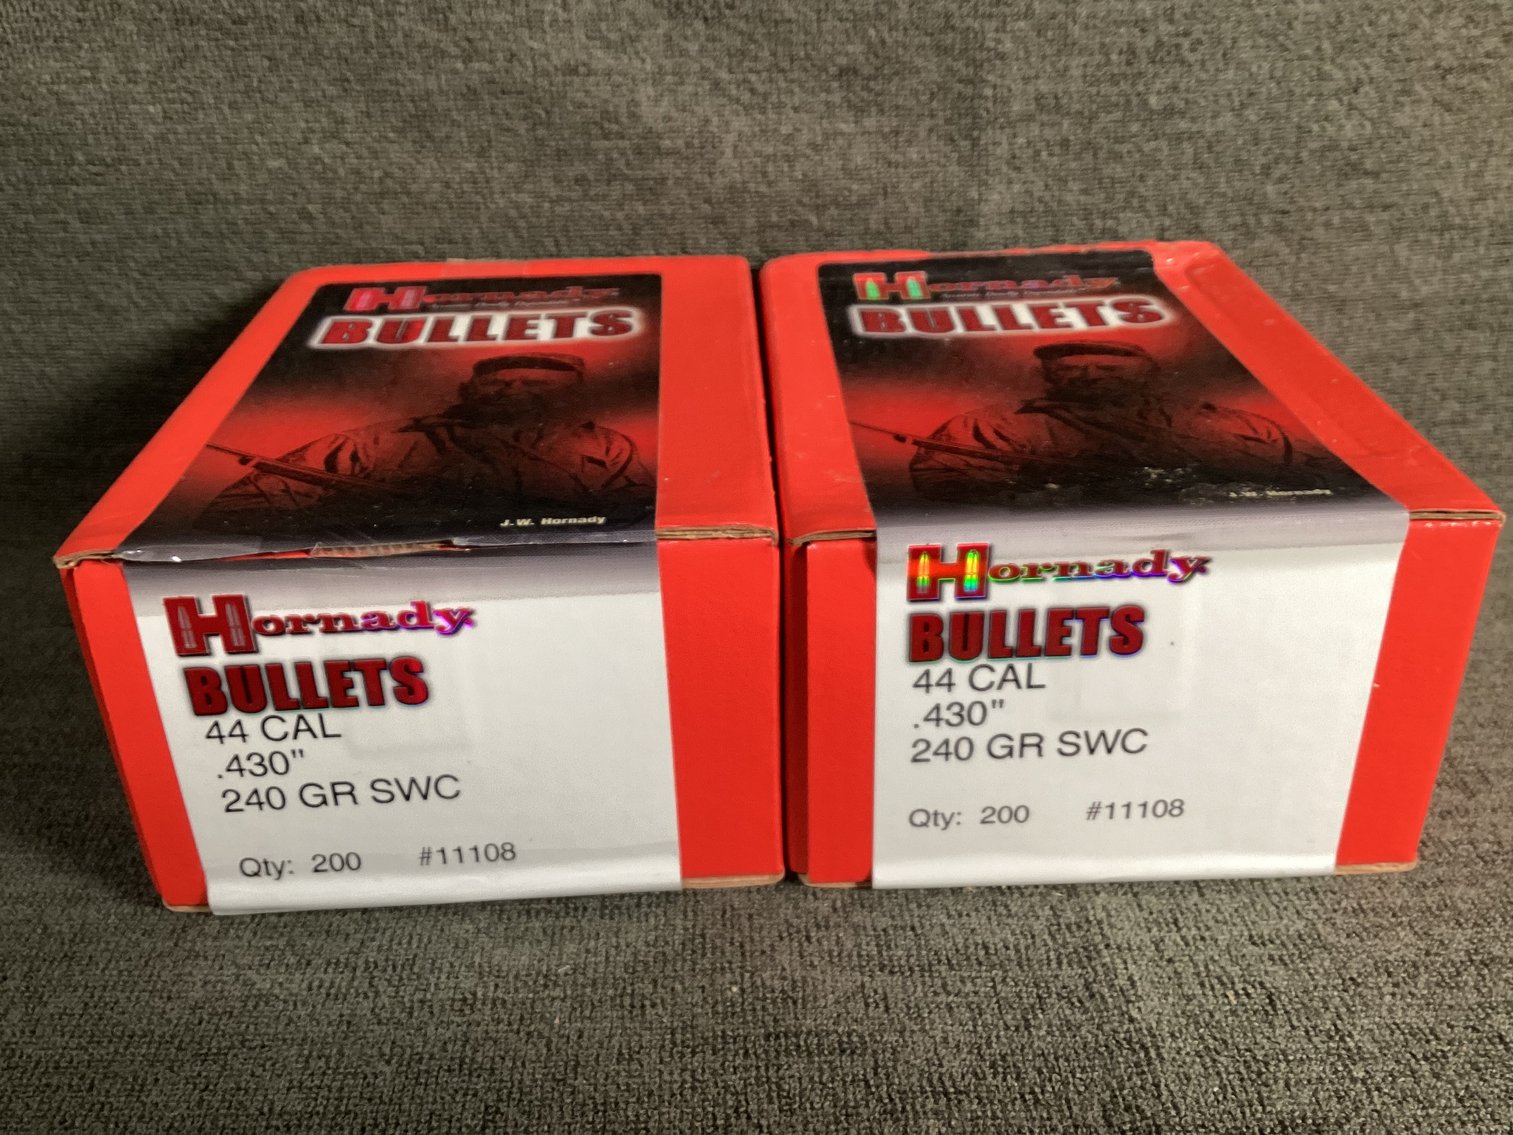 Hornady
BULLETS
J.W. Hornady
Hornady
BULLETS
44 CAL
.430"
240 GR SWC
Qty: 200 #11108
Hornady
BULLETS
J.W. Hornady
Hornady
BULLETS
44 CAL
.430"
240 GR SWC
Qty: 200 #11108